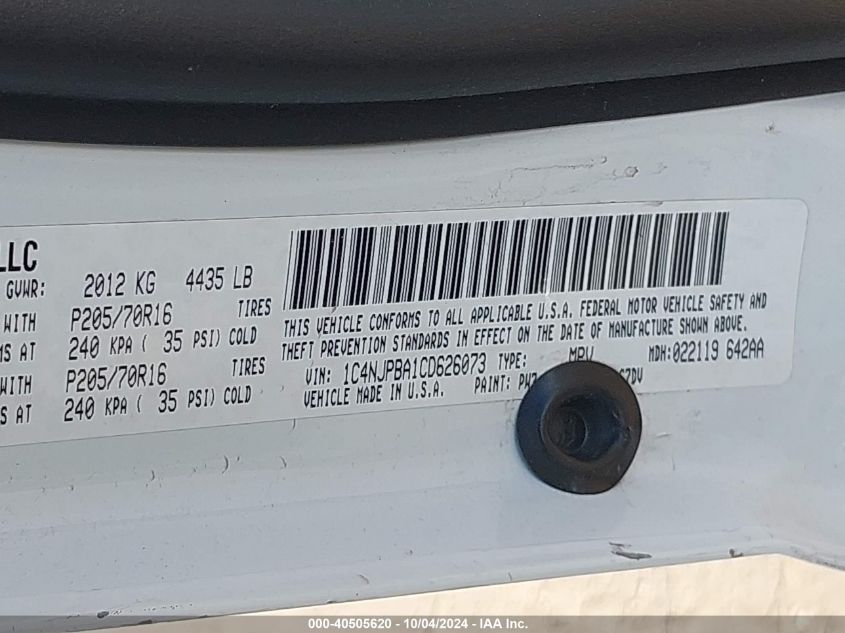 LLC
GVWR: 2012 KG 4435 LB
WITH P205/70R16 TIRES
MS AT 240 KPA ( 35 PSI) COLD
WITH P205/70R16 TIRES
S AT 240 KPA ( 35 PSI) COLD
THIS VEHICLE CONFORMS TO ALL APPLICABLE U.S.A. FEDERAL MOTOR VEHICLE SAFETY AND
THEFT PREVENTION STANDARDS IN EFFECT ON THE DATE OF MANUFACTURE SHOWN ABOVE.
VIN: 1C4NJPBA1CD626073 TYPE: MPV MDH:022119 642AA
VEHICLE MADE IN U.S.A. PAINT: PW7
000-40505620 - 10/04/2024 - IAA Inc.